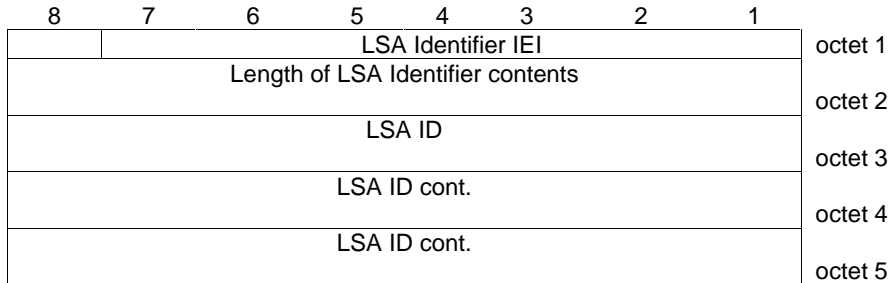 8 7 6 5 4 3 2 1
LSA Identifier IEI octet 1
Length of LSA Identifier contents
octet 2
LSA ID
octet 3
LSA ID cont.
octet 4
LSA ID cont.
octet 5